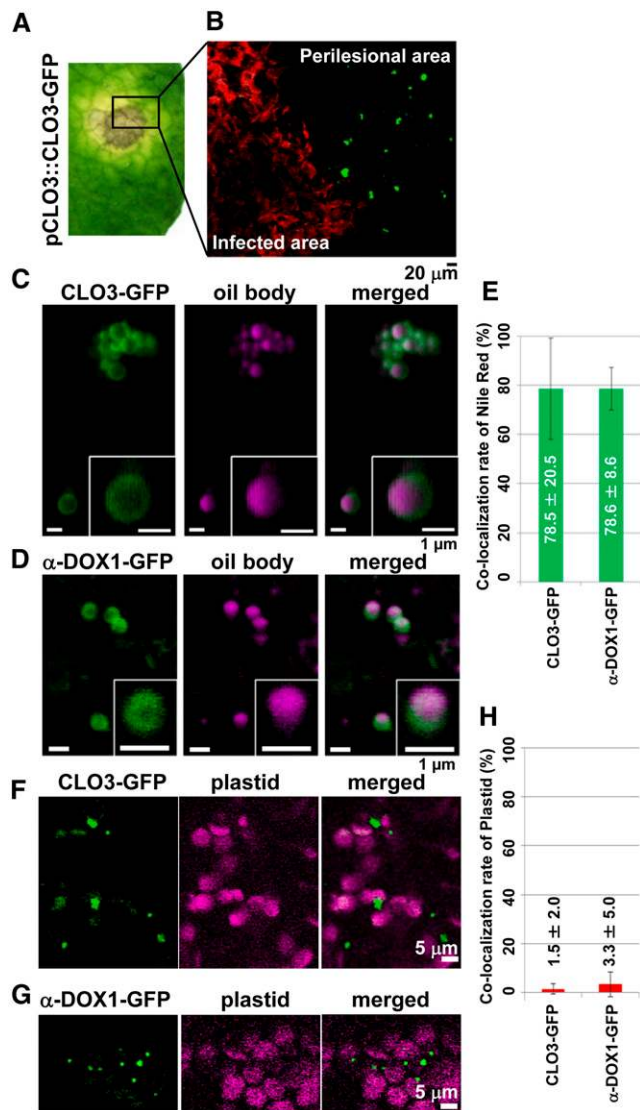 A
pCLO3::CLO3-GFP
B
Perilesional area
Infected area
20 μm
C
CLO3-GFP oil body merged
1 μm
D
α-DOX1-GFP oil body merged
1 μm
E
Co-localization rate of Nile Red (%)
100
80
60
40
20
0
78.5 ± 20.5
78.6 ± 8.6
CLO3-GFP
α-DOX1-GFP
F
CLO3-GFP plastid merged
5 μm
G
α-DOX1-GFP plastid merged
5 μm
H
Co-localization rate of Plastid (%)
100
80
60
40
20
0
1.5 ± 2.0
3.3 ± 5.0
CLO3-GFP
α-DOX1-GFP